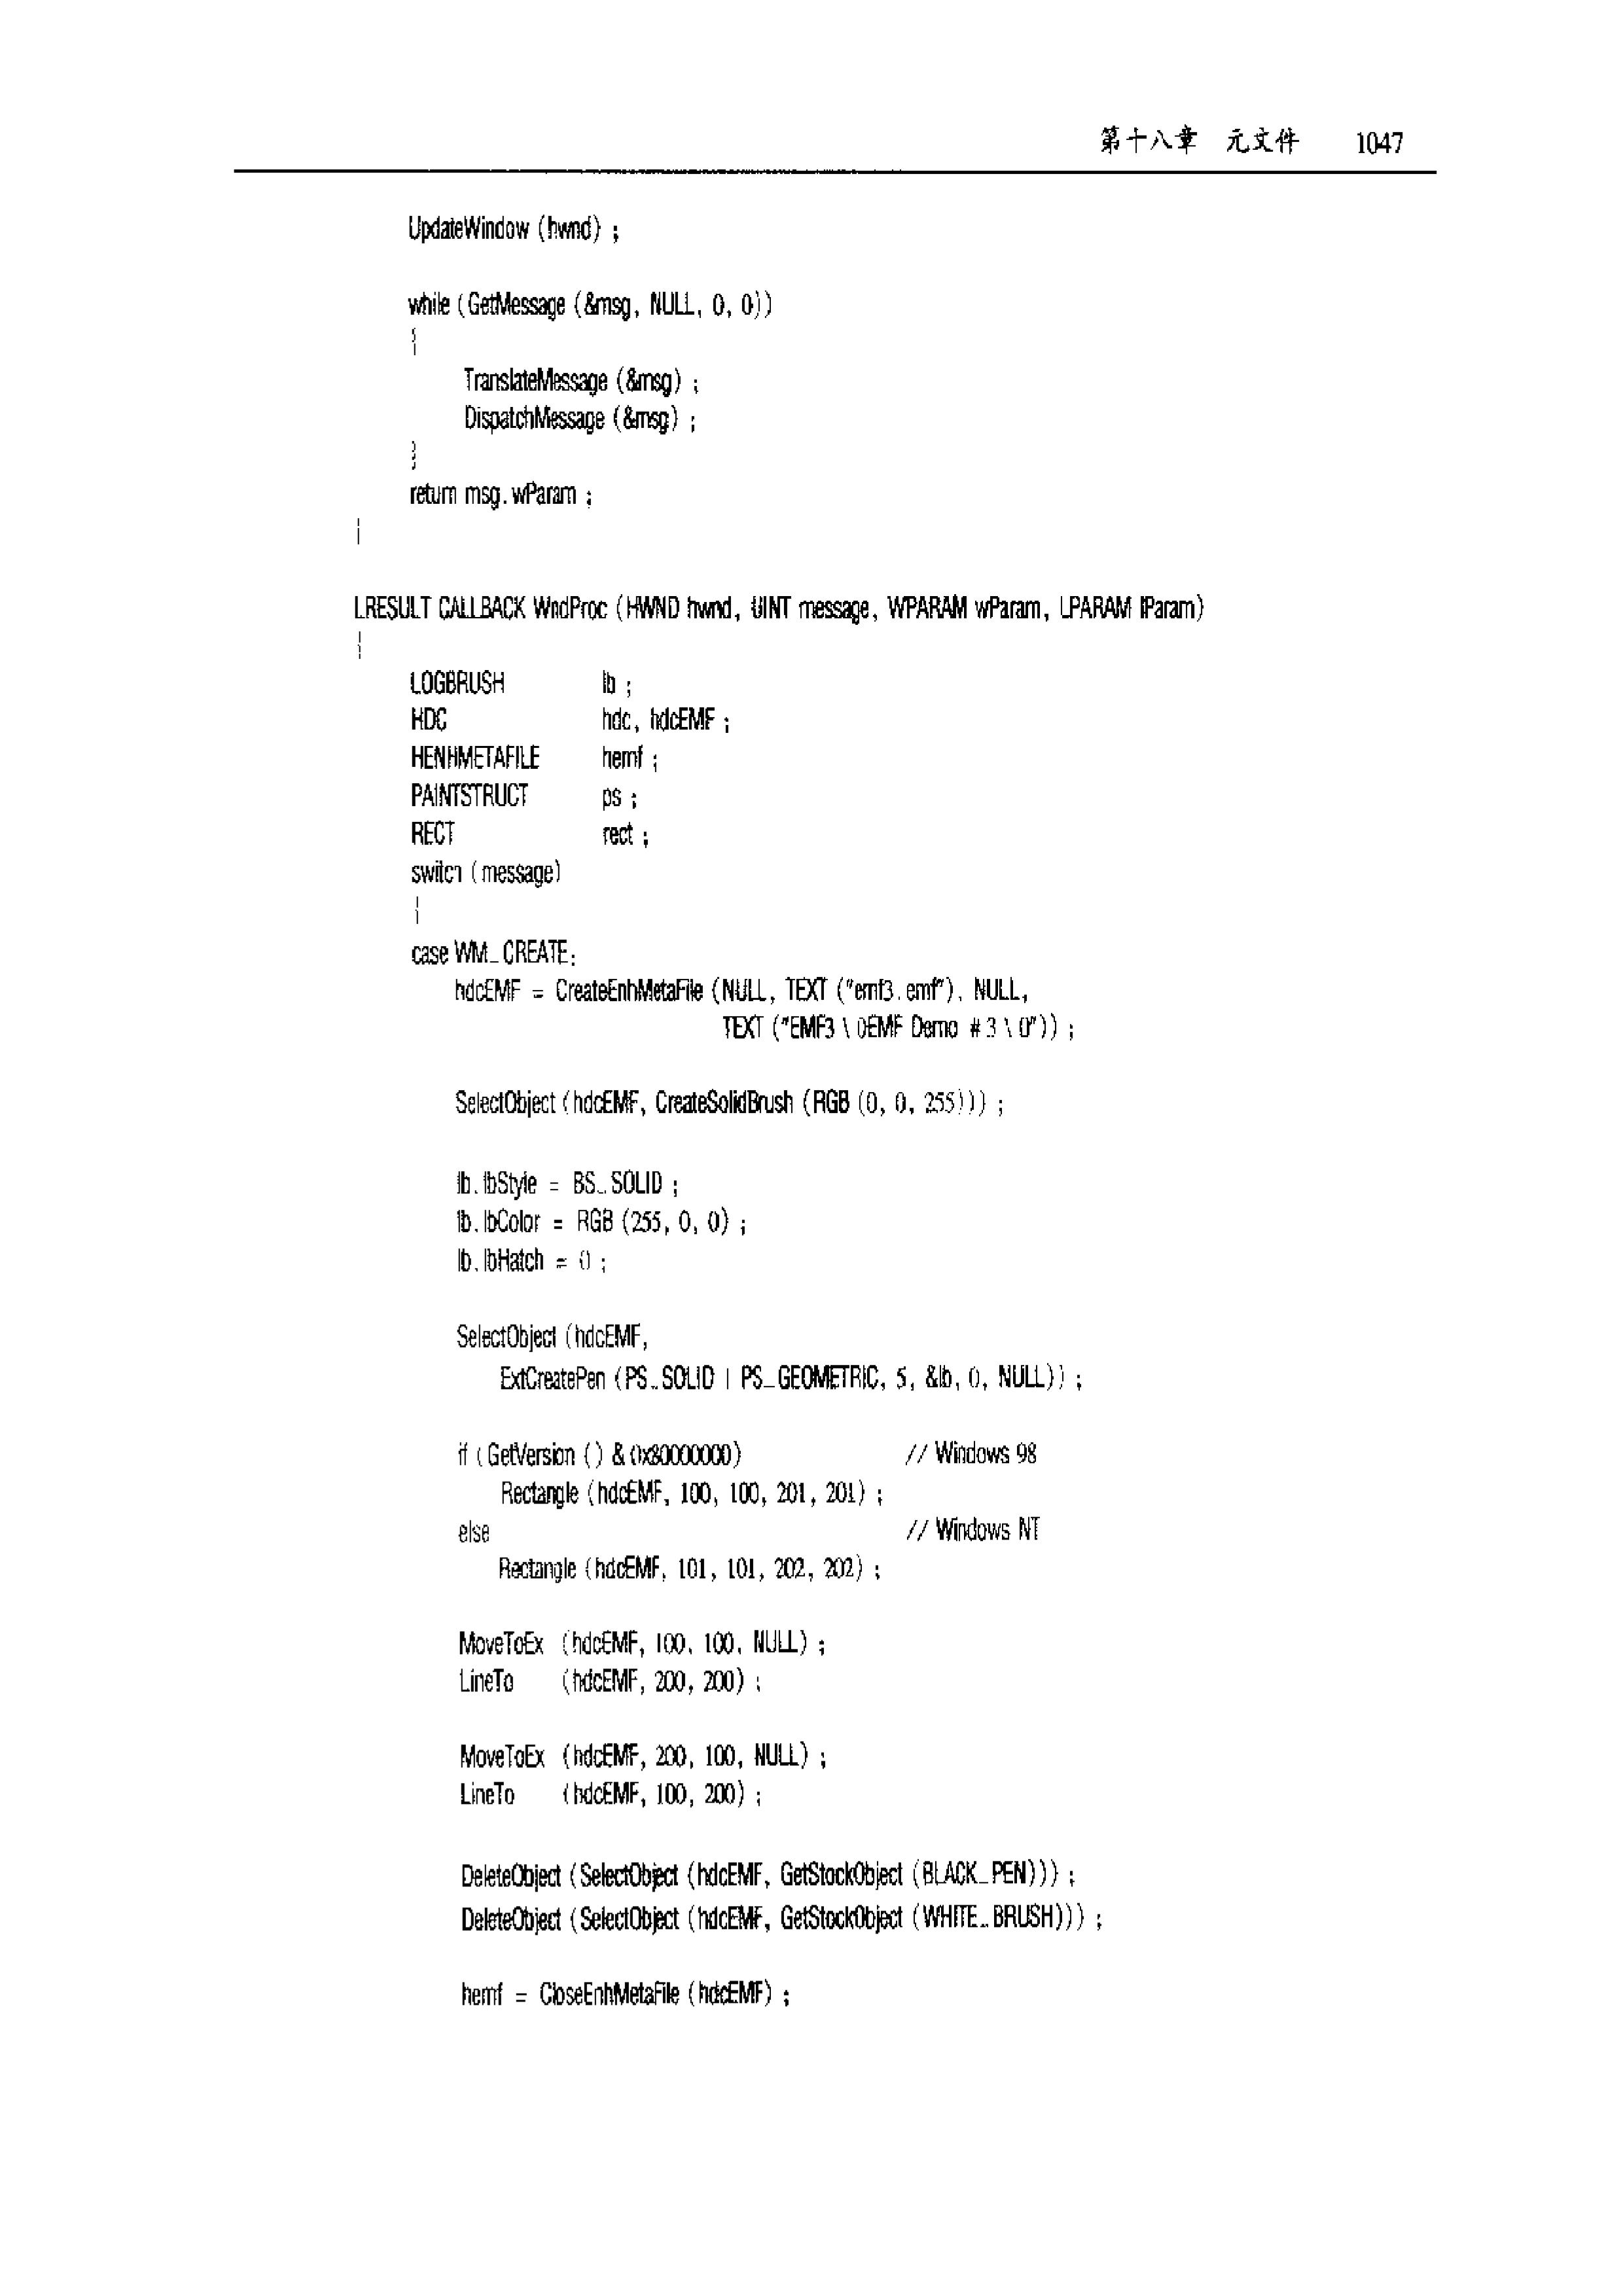 第十八章 元文件 1047
UpdateWindow (hwnd) ;
while (GetMessage (&msg, NULL, 0, 0))
{
TranslateMessage (&msg) ;
DispatchMessage (&msg) ;
}
return msg.wParam ;
}
LRESULT CALLBACK WndProc (HWND hwnd, UINT message, WPARAM wParam, LPARAM lParam)
{
LOGBRUSH lb ;
HDC hdc, hdcEMF ;
HENHMETAFILE hemf ;
PAINTSTRUCT ps ;
RECT rect ;
switch (message)
{
case WM_CREATE:
hdcEMF = CreateEnhMetaFile (NULL, TEXT ("emf3.emf"), NULL,
TEXT ("EMF3 \ 0EMF Demo # 3 \ 0")) ;
SelectObject (hdcEMF, CreateSolidBrush (RGB (0, 0, 255))) ;
lb.lbStyle = BS_SOLID ;
lb.lbColor = RGB (255, 0, 0) ;
lb.lbHatch = 0 ;
SelectObject (hdcEMF,
ExtCreatePen (PS_SOLID | PS_GEOMETRIC, 5, &lb, 0, NULL)) ;
if (GetVersion () & 0x80000000) // Windows 98
Rectangle (hdcEMF, 100, 100, 201, 201) ;
else // Windows NT
Rectangle (hdcEMF, 101, 101, 202, 202) ;
MoveToEx (hdcEMF, 100, 100, NULL) ;
LineTo (hdcEMF, 200, 200) ;
MoveToEx (hdcEMF, 200, 100, NULL) ;
LineTo (hdcEMF, 100, 200) ;
DeleteObject (SelectObject (hdcEMF, GetStockObject (BLACK_PEN))) ;
DeleteObject (SelectObject (hdcEMF, GetStockObject (WHITE_BRUSH))) ;
hemf = CloseEnhMetaFile (hdcEMF) ;